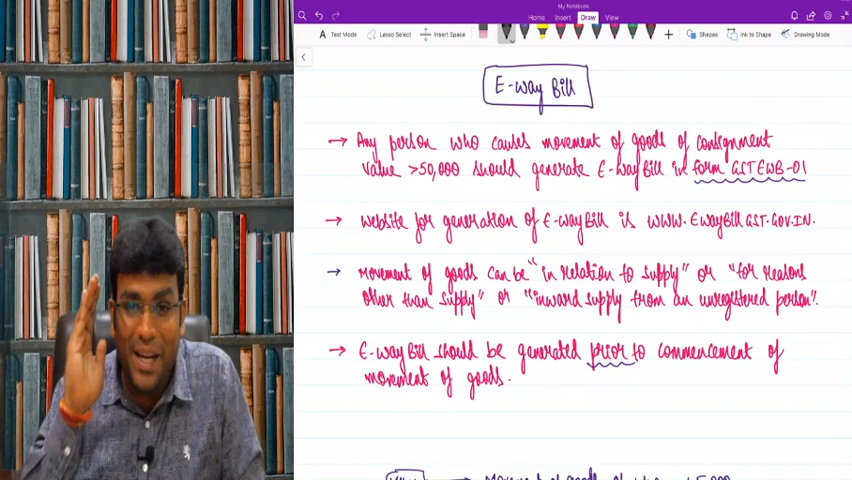 My Notebook
Home Insert Draw View
Text Mode Lasso Select Insert Space Shapes Ink to Shape Drawing Mode
E-way Bill
→ Any person who causes movement of goods of consignment
value >50,000 should generate E-way Bill in form GST EWB-01
→ Website for generation of E-way Bill is WWW.EwayBillGST.GOV.IN.
→ Movement of goods can be "in relation to supply" or "for reasons
other than supply" or "inward supply from an unregistered person".
→ E-way Bill should be generated prior to commencement of
movement of goods.